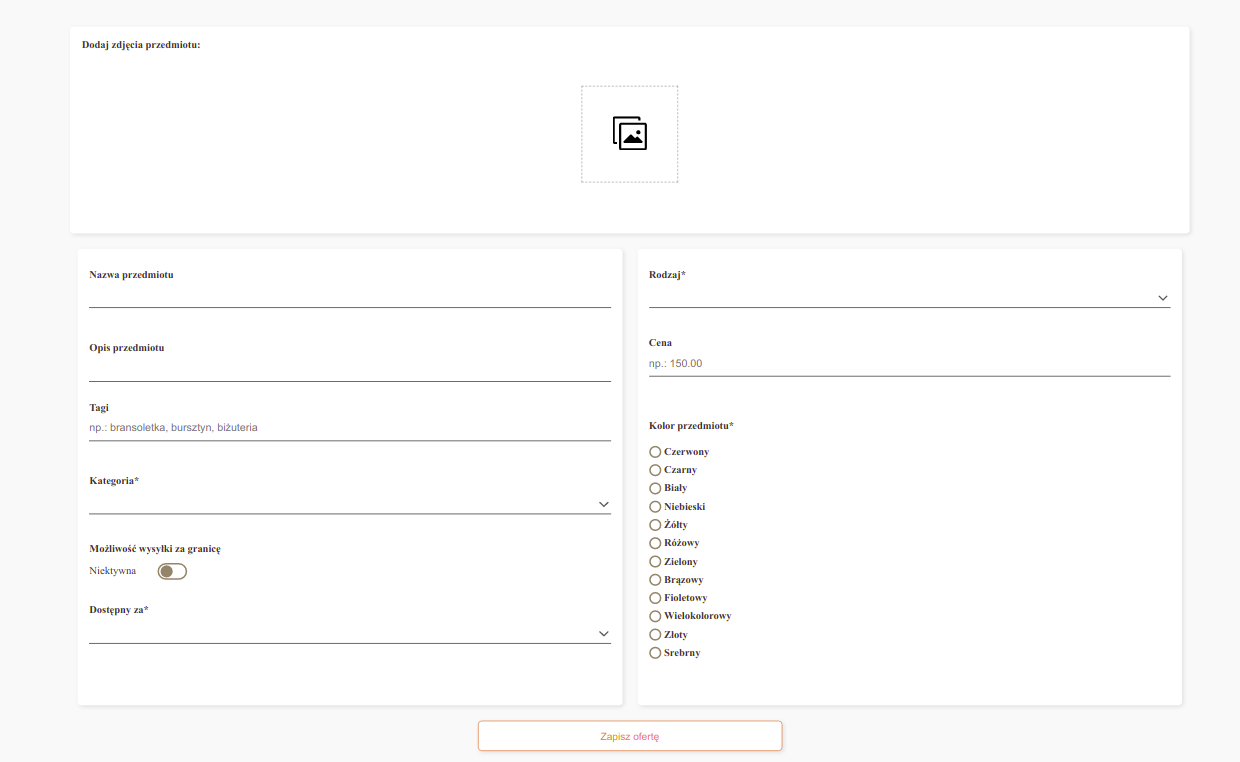 Dodaj zdjęcia przedmiotu:
Nazwa przedmiotu
Opis przedmiotu
Tagi
np.: bransoletka, bursztyn, biżuteria
Kategoria*
Możliwość wysyłki za granicę
Niektywna
Dostępny za*
Rodzaj*
Cena
np.: 150.00
Kolor przedmiotu*
Czerwony
Czarny
Biały
Niebieski
Żółty
Różowy
Zielony
Brązowy
Fioletowy
Wielokolorowy
Złoty
Srebrny
Zapisz ofertę